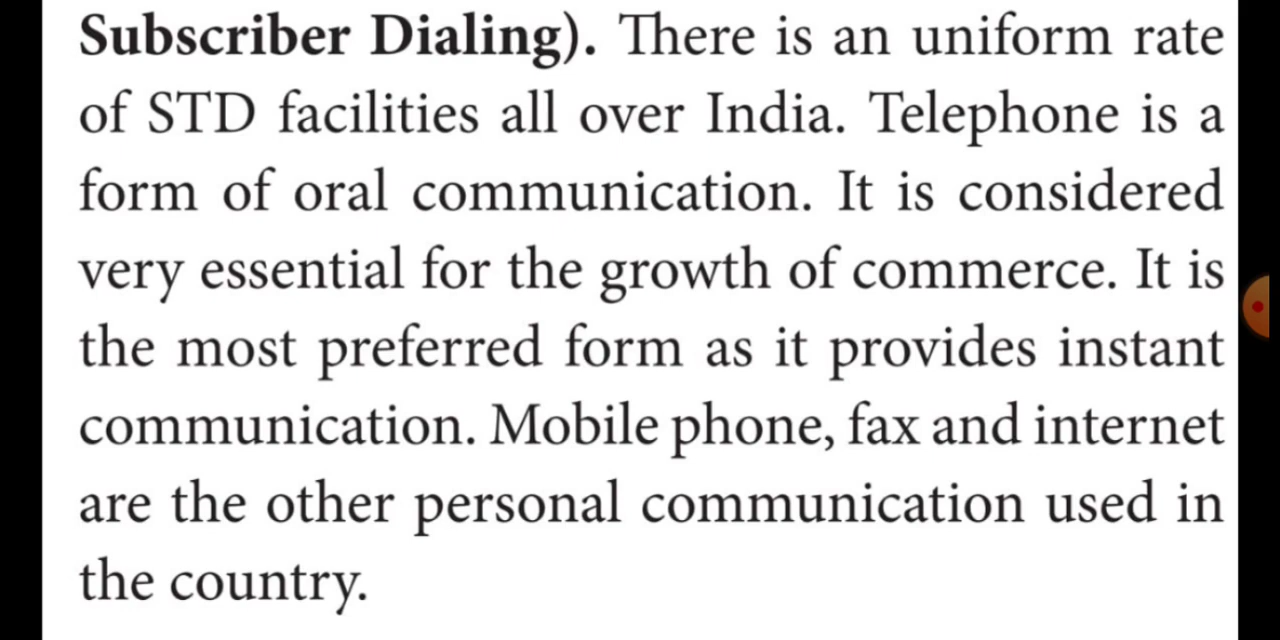 Subscriber Dialing). There is an uniform rate
of STD facilities all over India. Telephone is a
form of oral communication. It is considered
very essential for the growth of commerce. It is
the most preferred form as it provides instant
communication. Mobile phone, fax and internet
are the other personal communication used in
the country.